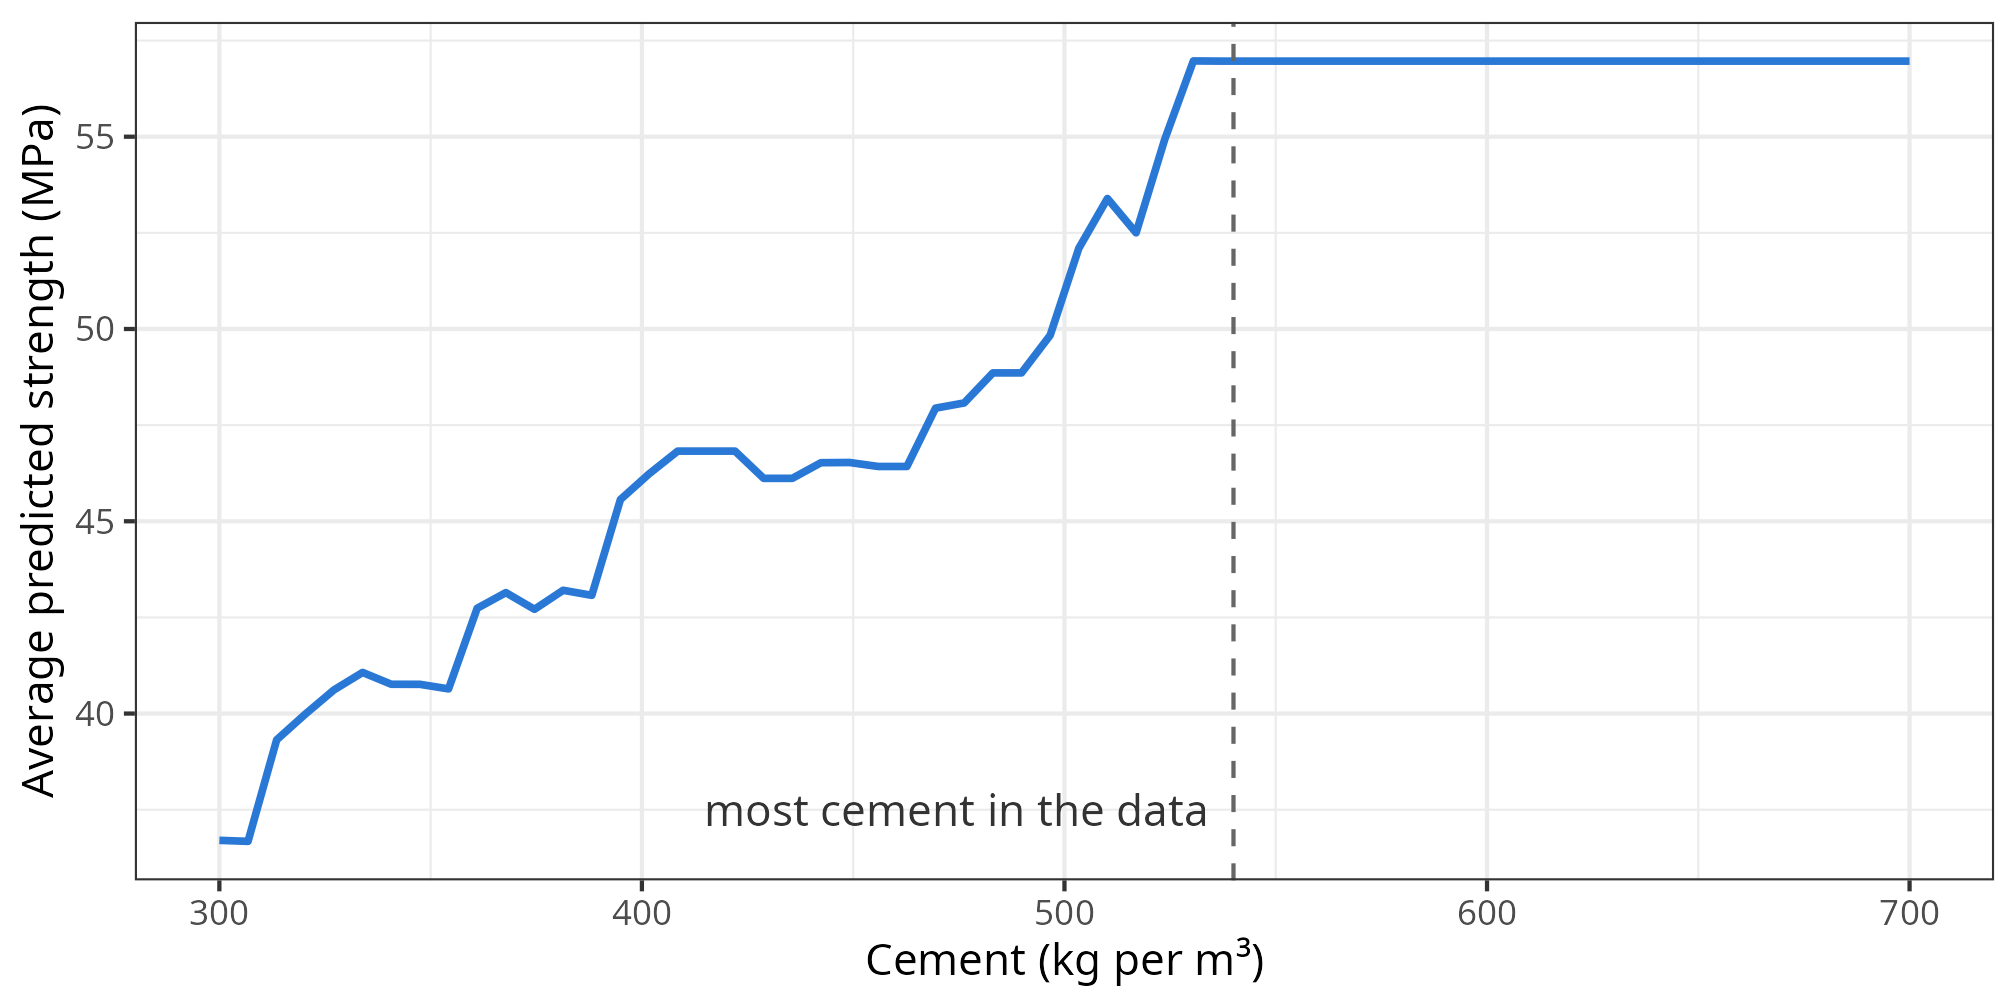 Average predicted strength (MPa)
55
50
45
40
most cement in the data
300 400 500 600 700
Cement (kg per m³)